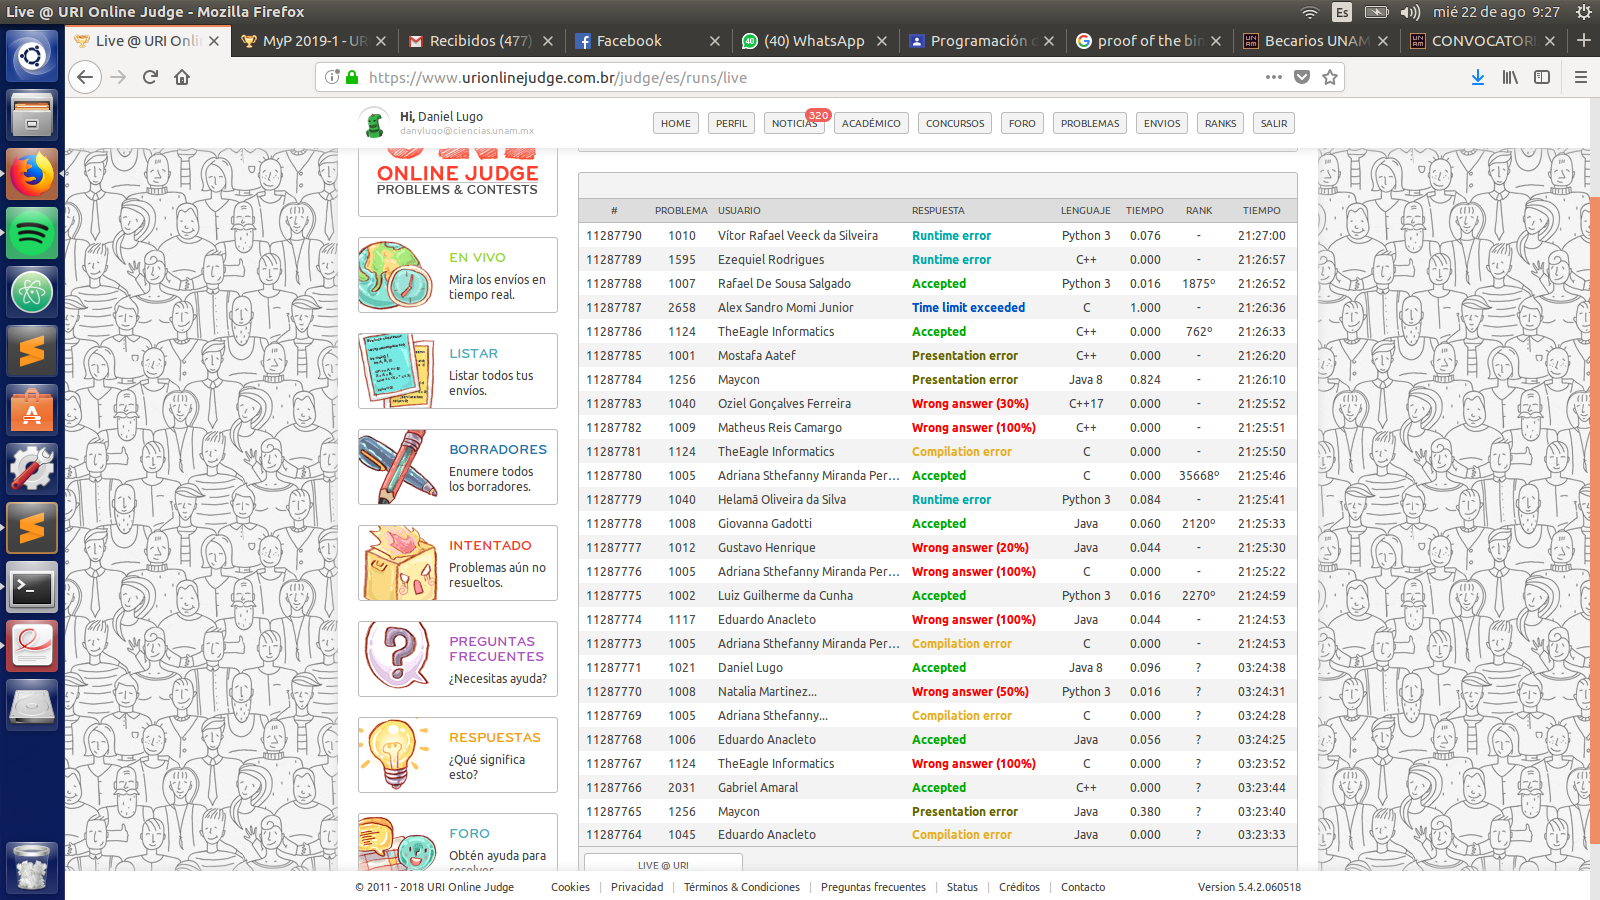 Live @ URI Online Judge - Mozilla Firefox
Es
mié 22 de ago 9:27
Live @ URI Onli
MyP 2019-1 - UR
Recibidos (477)
Facebook
(40) WhatsApp
Programación
proof of the bin
Becarios UNAM
CONVOCATORI
https://www.urionlinejudge.com.br/judge/es/runs/live
Hi, Daniel Lugo
danylugo@ciencias.unam.mx
HOME
PERFIL
NOTICIAS
320
ACADÉMICO
CONCURSOS
FORO
PROBLEMAS
ENVIOS
RANKS
SALIR
ONLINE JUDGE
PROBLEMS & CONTESTS
EN VIVO
Mira los envíos en
tiempo real.
LISTAR
Listar todos tus
envíos.
BORRADORES
Enumere todos
los borradores.
INTENTADO
Problemas aún no
resueltos.
PREGUNTAS
FRECUENTES
¿Necesitas ayuda?
RESPUESTAS
¿Qué significa
esto?
FORO
Obtén ayuda para
resolver
# PROBLEMA USUARIO RESPUESTA LENGUAJE TIEMPO RANK TIEMPO
11287790 1010 Vítor Rafael Veeck da Silveira Runtime error Python 3 0.076 - 21:27:00
11287789 1595 Ezequiel Rodrigues Runtime error C++ 0.000 - 21:26:57
11287788 1007 Rafael De Sousa Salgado Accepted Python 3 0.016 1875º 21:26:52
11287787 2658 Alex Sandro Momi Junior Time limit exceeded C 1.000 - 21:26:36
11287786 1124 TheEagle Informatics Accepted C++ 0.000 762º 21:26:33
11287785 1001 Mostafa Aatef Presentation error C++ 0.000 - 21:26:20
11287784 1256 Maycon Presentation error Java 8 0.824 - 21:26:10
11287783 1040 Oziel Gonçalves Ferreira Wrong answer (30%) C++17 0.000 - 21:25:52
11287782 1009 Matheus Reis Camargo Wrong answer (100%) C++ 0.000 - 21:25:51
11287781 1124 TheEagle Informatics Compilation error C 0.000 - 21:25:50
11287780 1005 Adriana Sthefanny Miranda Per... Accepted C 0.000 35668º 21:25:46
11287779 1040 Helamã Oliveira da Silva Runtime error Python 3 0.084 - 21:25:41
11287778 1008 Giovanna Gadotti Accepted Java 0.060 2120º 21:25:33
11287777 1012 Gustavo Henrique Wrong answer (20%) Java 0.044 - 21:25:30
11287776 1005 Adriana Sthefanny Miranda Per... Wrong answer (100%) C 0.000 - 21:25:22
11287775 1002 Luiz Guilherme da Cunha Accepted Python 3 0.016 2270º 21:24:59
11287774 1117 Eduardo Anacleto Wrong answer (100%) Java 0.044 - 21:24:53
11287773 1005 Adriana Sthefanny Miranda Per... Compilation error C 0.000 - 21:24:53
11287771 1021 Daniel Lugo Accepted Java 8 0.096 ? 03:24:38
11287770 1008 Natalia Martinez... Wrong answer (50%) Python 3 0.016 ? 03:24:31
11287769 1005 Adriana Sthefanny... Compilation error C 0.000 ? 03:24:28
11287768 1006 Eduardo Anacleto Accepted Java 0.056 ? 03:24:25
11287767 1124 TheEagle Informatics Wrong answer (100%) C 0.000 ? 03:23:52
11287766 2031 Gabriel Amaral Accepted C++ 0.000 ? 03:23:44
11287765 1256 Maycon Presentation error Java 0.380 ? 03:23:40
11287764 1045 Eduardo Anacleto Compilation error Java 0.000 ? 03:23:33
LIVE @ URI
© 2011 - 2018 URI Online Judge
Cookies | Privacidad | Términos & Condiciones | Preguntas frecuentes | Status | Créditos | Contacto
Version 5.4.2.060518